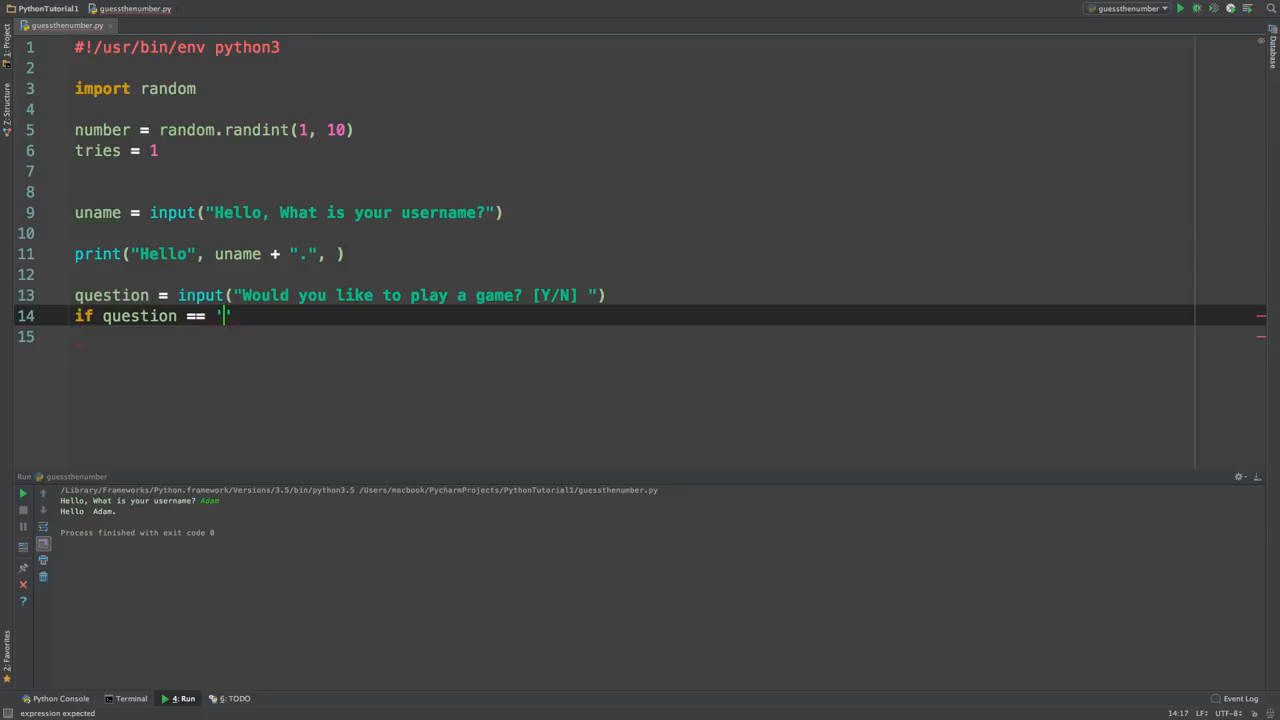 PythonTutorial1 guessthenumber.py guessthenumber
guessthenumber.py
1: Project
Z: Structure
2: Favorites
Database
1 #!/usr/bin/env python3
2
3 import random
4
5 number = random.randint(1, 10)
6 tries = 1
7
8
9 uname = input("Hello, What is your username?")
10
11 print("Hello", uname + ".", )
12
13 question = input("Would you like to play a game? [Y/N] ")
14 if question == ''
15
Run guessthenumber
/Library/Frameworks/Python.framework/Versions/3.5/bin/python3.5 /Users/macbook/PycharmProjects/PythonTutorial1/guessthenumber.py
Hello, What is your username? Adam
Hello  Adam.
Process finished with exit code 0
Python Console Terminal 4: Run 6: TODO Event Log
expression expected 14:17 LF÷ UTF-8÷